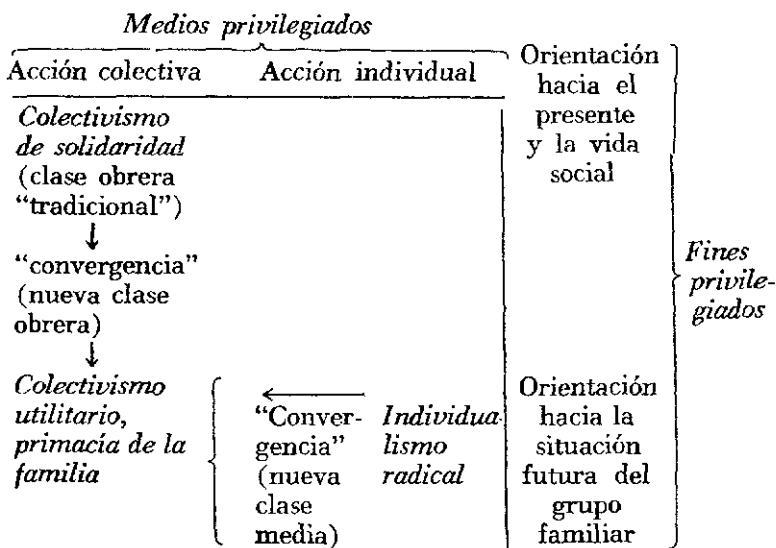 Medios privilegiados
Acción colectiva Acción individual
Orientación
hacia el
presente
y la vida
social
Colectivismo
de solidaridad
(clase obrera
“tradicional”)
↓
“convergencia”
(nueva clase
obrera)
↓
Colectivismo
utilitario,
primacía de la
familia
←
“Conver-
gencia”
(nueva
clase
media)
Individua-
lismo
radical
Orientación
hacia la
situación
futura del
grupo
familiar
Fines
privile-
giados